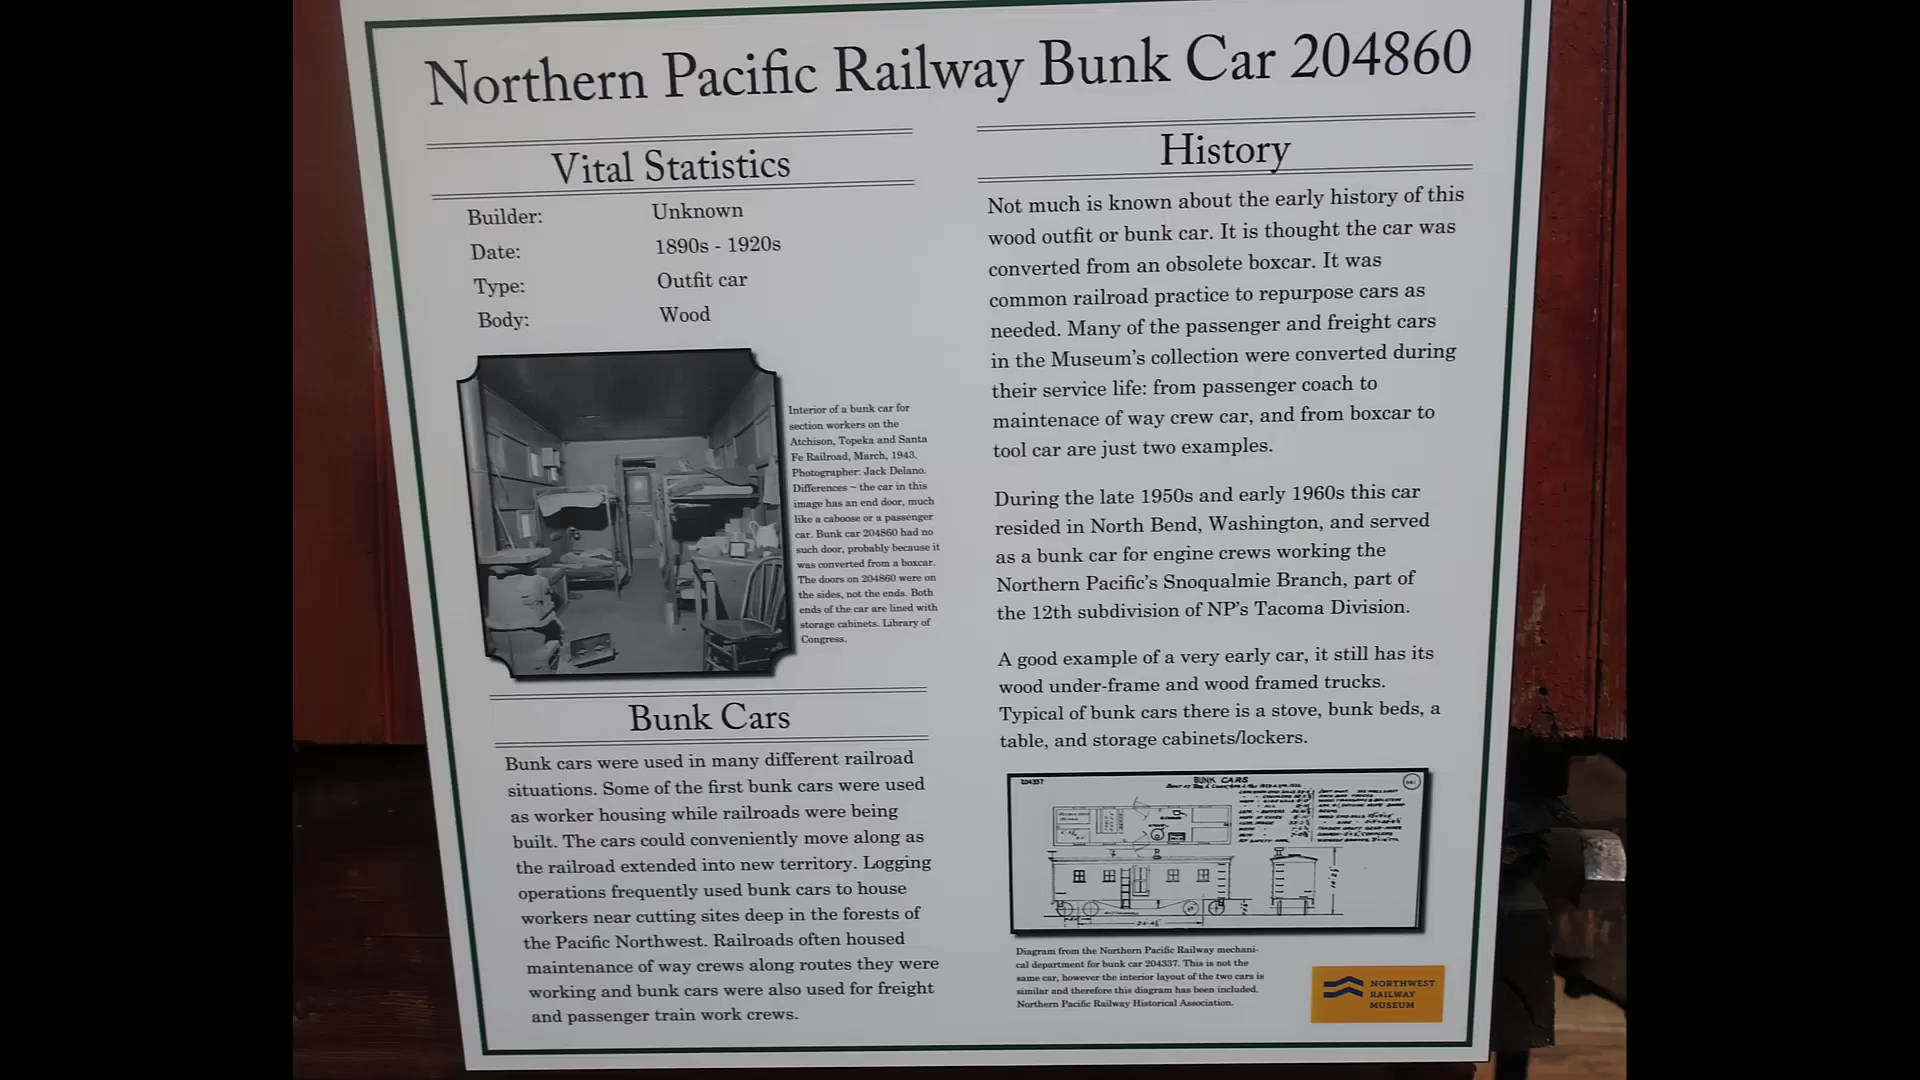 Northern Pacific Railway Bunk Car 204860
Vital Statistics
Builder: Unknown
Date: 1890s - 1920s
Type: Outfit car
Body: Wood
Interior of a bunk car for
section workers on the
Atchison, Topeka and Santa
Fe Railroad, March, 1943.
Photographer: Jack Delano.
Differences ~ the car in this
image has an end door, much
like a caboose or a passenger
car. Bunk car 204860 had no
such door, probably because it
was converted from a boxcar.
The doors on 204860 were on
the sides, not the ends. Both
ends of the car are lined with
storage cabinets. Library of
Congress.
Bunk Cars
Bunk cars were used in many different railroad
situations. Some of the first bunk cars were used
as worker housing while railroads were being
built. The cars could conveniently move along as
the railroad extended into new territory. Logging
operations frequently used bunk cars to house
workers near cutting sites deep in the forests of
the Pacific Northwest. Railroads often housed
maintenance of way crews along routes they were
working and bunk cars were also used for freight
and passenger train work crews.
History
Not much is known about the early history of this
wood outfit or bunk car. It is thought the car was
converted from an obsolete boxcar. It was
common railroad practice to repurpose cars as
needed. Many of the passenger and freight cars
in the Museum's collection were converted during
their service life: from passenger coach to
maintenace of way crew car, and from boxcar to
tool car are just two examples.
During the late 1950s and early 1960s this car
resided in North Bend, Washington, and served
as a bunk car for engine crews working the
Northern Pacific's Snoqualmie Branch, part of
the 12th subdivision of NP's Tacoma Division.
A good example of a very early car, it still has its
wood under-frame and wood framed trucks.
Typical of bunk cars there is a stove, bunk beds, a
table, and storage cabinets/lockers.
204337
BUNK CARS
Diagram from the Northern Pacific Railway mechani-
cal department for bunk car 204337. This is not the
same car, however the interior layout of the two cars is
similar and therefore this diagram has been included.
Northern Pacific Railway Historical Association.
NORTHWEST
RAILWAY
MUSEUM